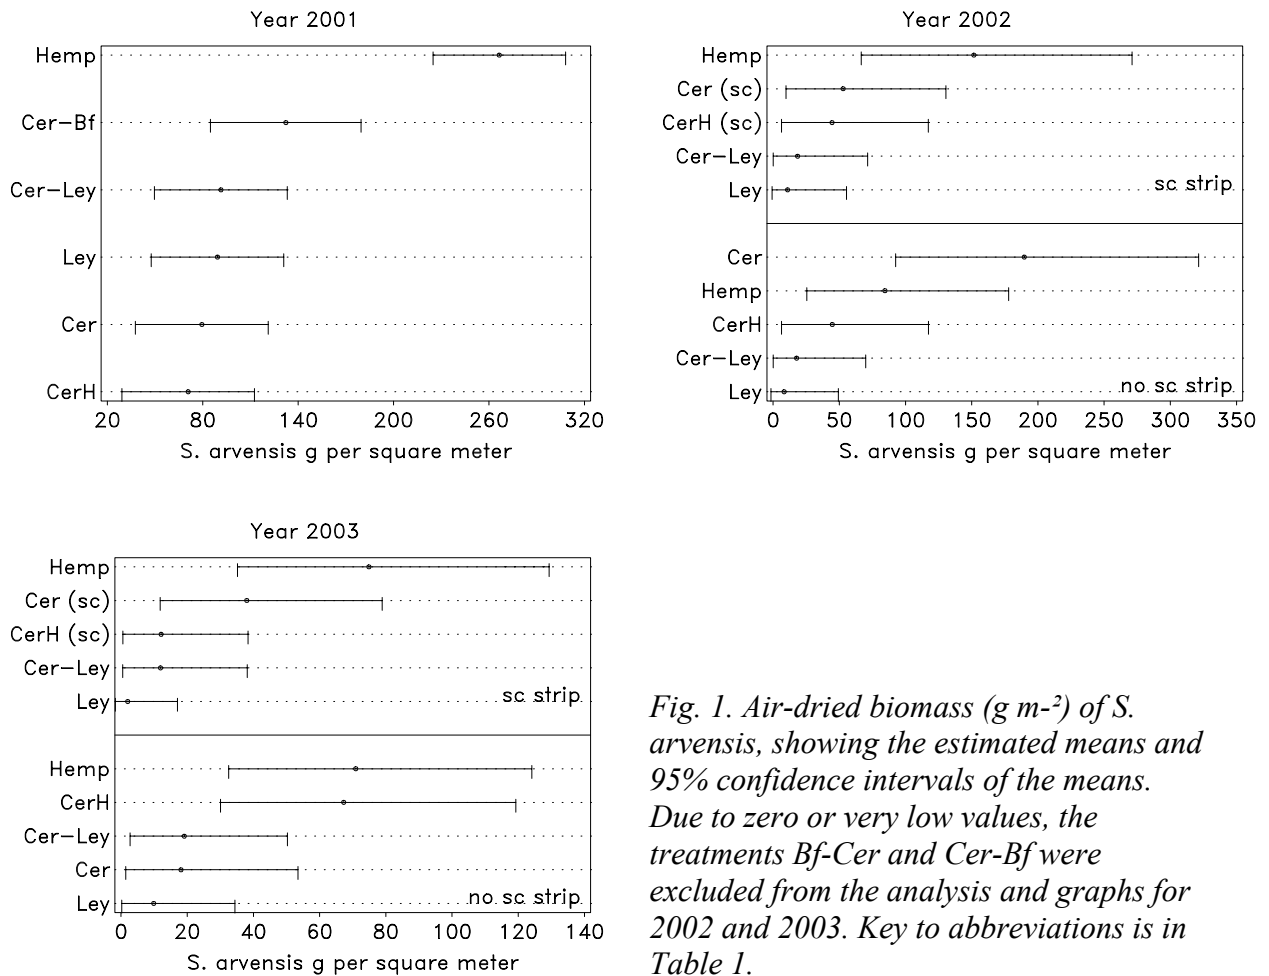 Year 2001
Hemp
Cer-Bf
Cer-Ley
Ley
Cer
CerH
20 80 140 200 260 320
S. arvensis g per square meter
Year 2002
Hemp
Cer (sc)
CerH (sc)
Cer-Ley
Ley
sc strip
Cer
Hemp
CerH
Cer-Ley
Ley
no sc strip
0 50 100 150 200 250 300 350
S. arvensis g per square meter
Year 2003
Hemp
Cer (sc)
CerH (sc)
Cer-Ley
Ley
sc strip
Hemp
CerH
Cer-Ley
Cer
Ley
no sc strip
0 20 40 60 80 100 120 140
S. arvensis g per square meter
Fig. 1. Air-dried biomass (g m-²) of S.
arvensis, showing the estimated means and
95% confidence intervals of the means.
Due to zero or very low values, the
treatments Bf-Cer and Cer-Bf were
excluded from the analysis and graphs for
2002 and 2003. Key to abbreviations is in
Table 1.